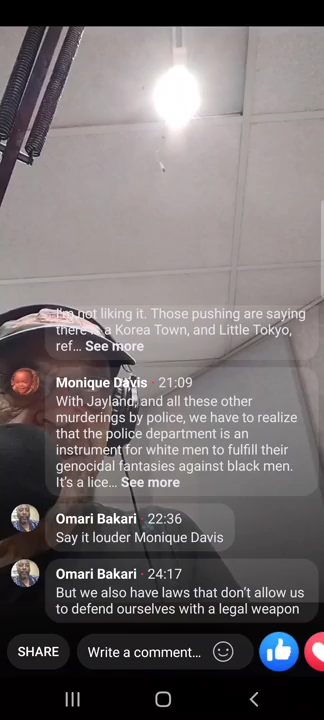 I'm not liking it. Those pushing are saying
there is a Korea Town, and Little Tokyo,
ref... See more
Monique Davis · 21:09
With Jayland, and all these other
murderings by police, we have to realize
that the police department is an
instrument for white men to fulfill their
genocidal fantasies against black men.
It's a lice... See more
Omari Bakari · 22:36
Say it louder Monique Davis
Omari Bakari · 24:17
But we also have laws that don't allow us
to defend ourselves with a legal weapon
SHARE
Write a comment...